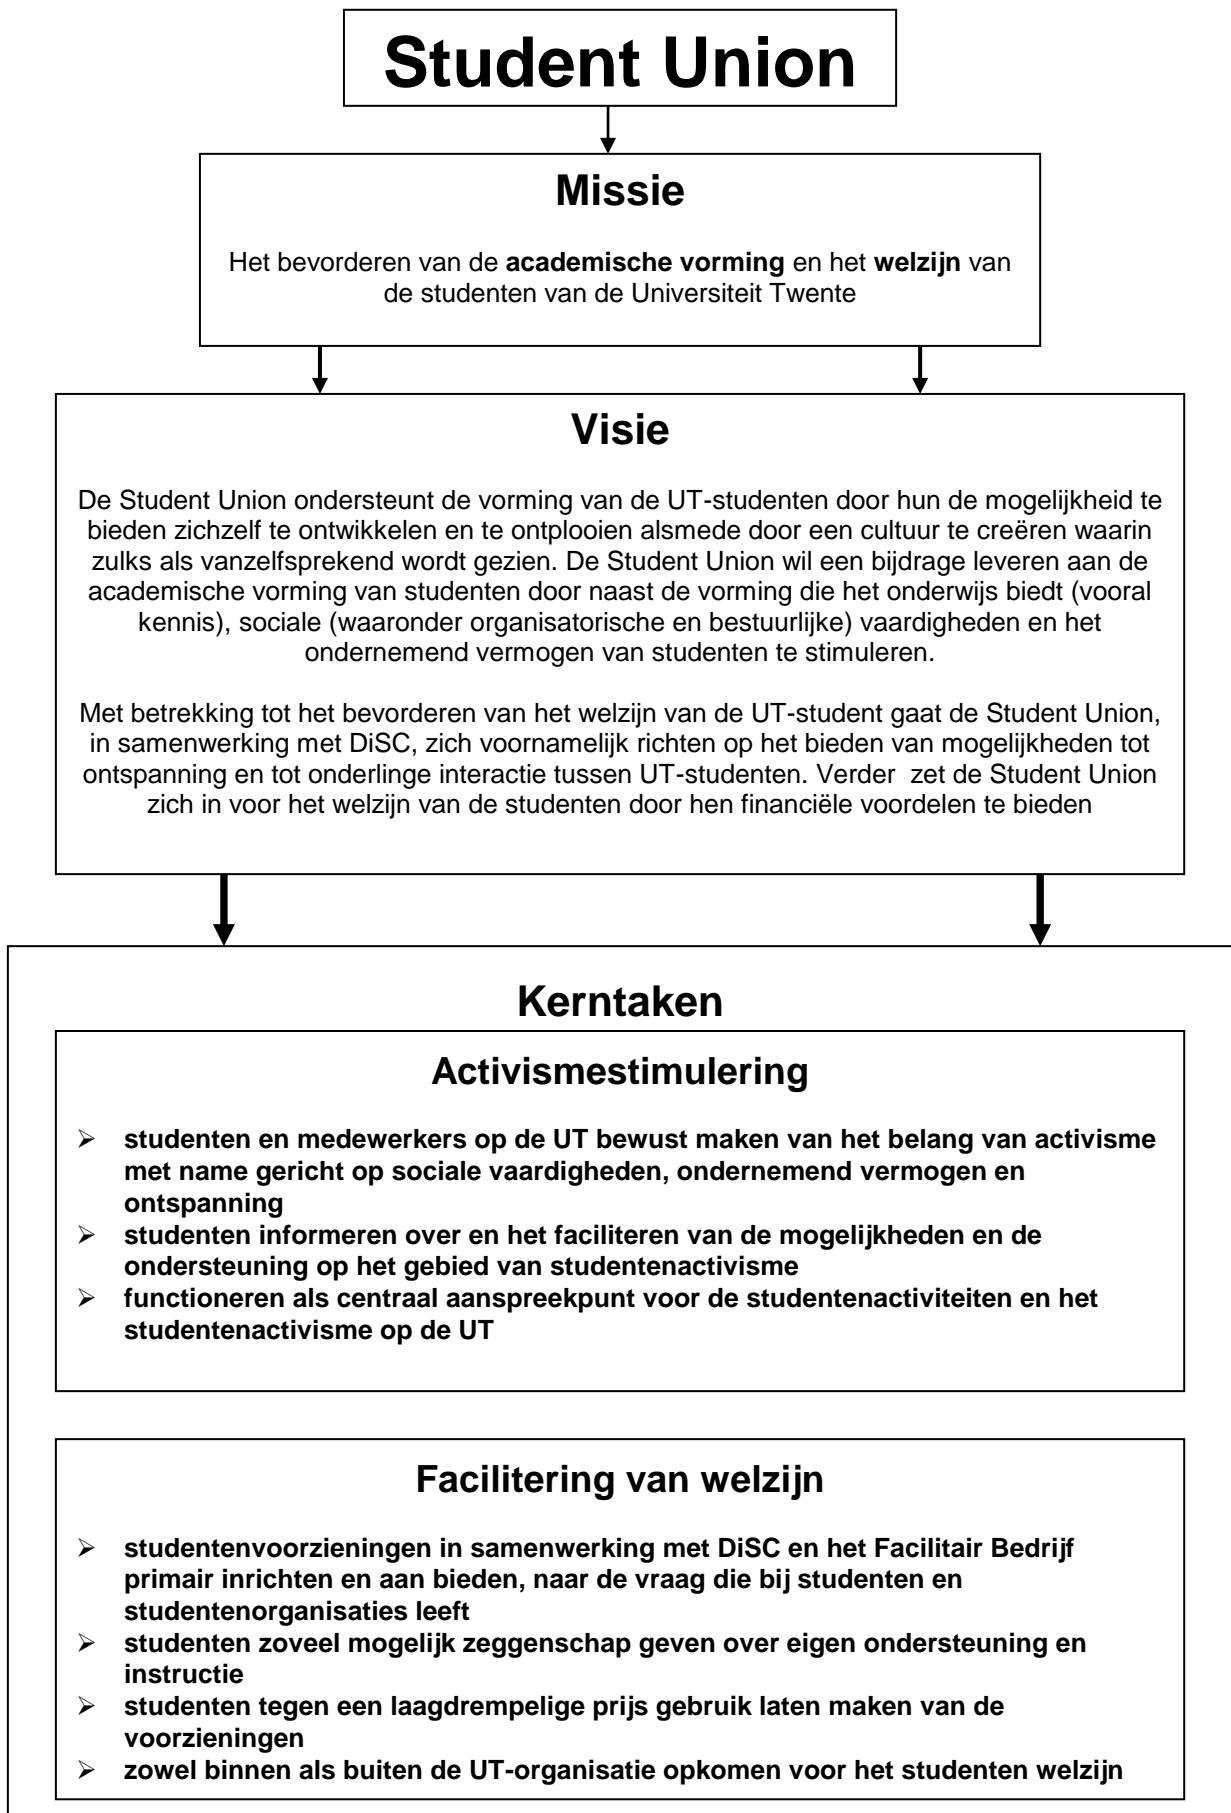 Student Union
Missie
Het bevorderen van de academische vorming en het welzijn van
de studenten van de Universiteit Twente
Visie
De Student Union ondersteunt de vorming van de UT-studenten door hun de mogelijkheid te
bieden zichzelf te ontwikkelen en te ontplooien alsmede door een cultuur te creëren waarin
zulks als vanzelfsprekend wordt gezien. De Student Union wil een bijdrage leveren aan de
academische vorming van studenten door naast de vorming die het onderwijs biedt (vooral
kennis), sociale (waaronder organisatorische en bestuurlijke) vaardigheden en het
ondernemend vermogen van studenten te stimuleren.
Met betrekking tot het bevorderen van het welzijn van de UT-student gaat de Student Union,
in samenwerking met DiSC, zich voornamelijk richten op het bieden van mogelijkheden tot
ontspanning en tot onderlinge interactie tussen UT-studenten. Verder  zet de Student Union
zich in voor het welzijn van de studenten door hen financiële voordelen te bieden
Kerntaken
Activismestimulering
➢ studenten en medewerkers op de UT bewust maken van het belang van activisme
met name gericht op sociale vaardigheden, ondernemend vermogen en
ontspanning
➢ studenten informeren over en het faciliteren van de mogelijkheden en de
ondersteuning op het gebied van studentenactivisme
➢ functioneren als centraal aanspreekpunt voor de studentenactiviteiten en het
studentenactivisme op de UT
Facilitering van welzijn
➢ studentenvoorzieningen in samenwerking met DiSC en het Facilitair Bedrijf
primair inrichten en aan bieden, naar de vraag die bij studenten en
studentenorganisaties leeft
➢ studenten zoveel mogelijk zeggenschap geven over eigen ondersteuning en
instructie
➢ studenten tegen een laagdrempelige prijs gebruik laten maken van de
voorzieningen
➢ zowel binnen als buiten de UT-organisatie opkomen voor het studenten welzijn